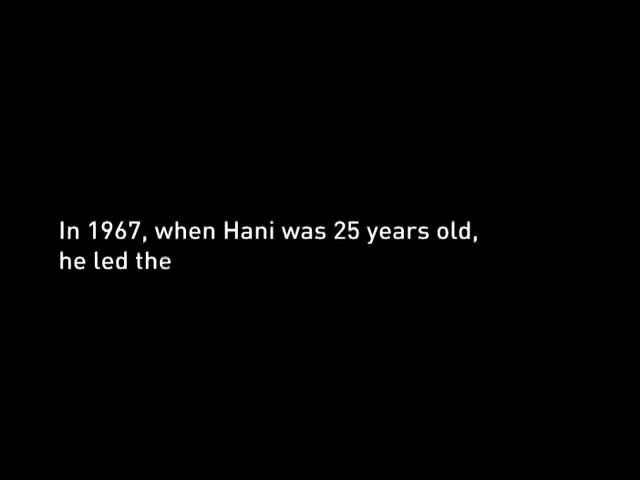 In 1967, when Hani was 25 years old,
he led the